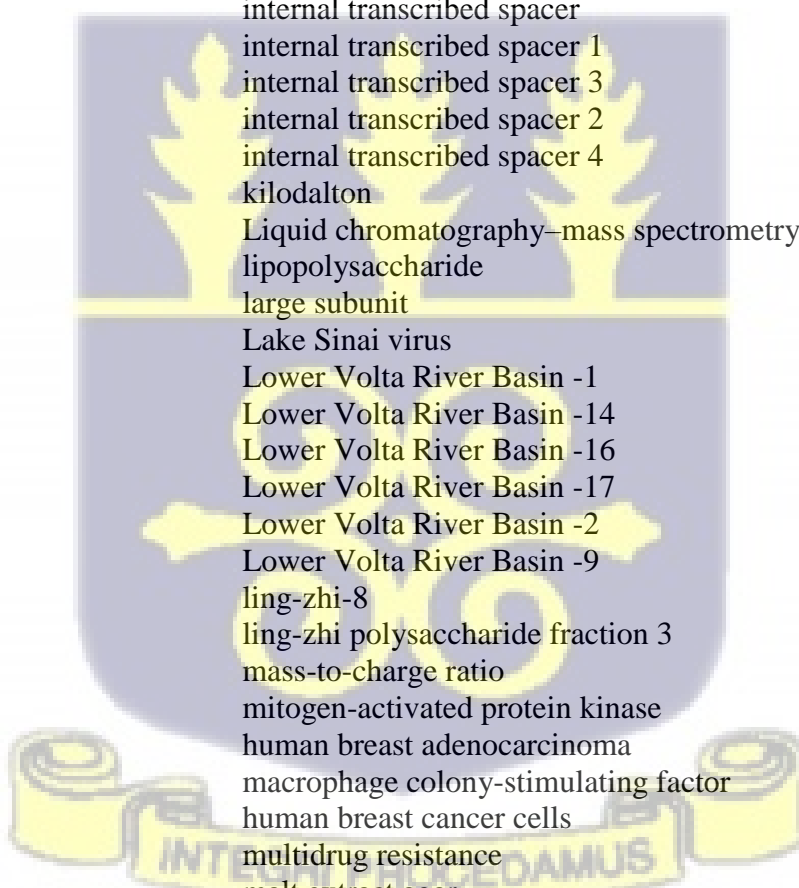 internal transcribed spacer
internal transcribed spacer 1
internal transcribed spacer 3
internal transcribed spacer 2
internal transcribed spacer 4
kilodalton
Liquid chromatography–mass spectrometry
lipopolysaccharide
large subunit
Lake Sinai virus
Lower Volta River Basin -1
Lower Volta River Basin -14
Lower Volta River Basin -16
Lower Volta River Basin -17
Lower Volta River Basin -2
Lower Volta River Basin -9
ling-zhi-8
ling-zhi polysaccharide fraction 3
mass-to-charge ratio
mitogen-activated protein kinase
human breast adenocarcinoma
macrophage colony-stimulating factor
human breast cancer cells
multidrug resistance
malt extract agar
INTEGRI PROCEDAMUS